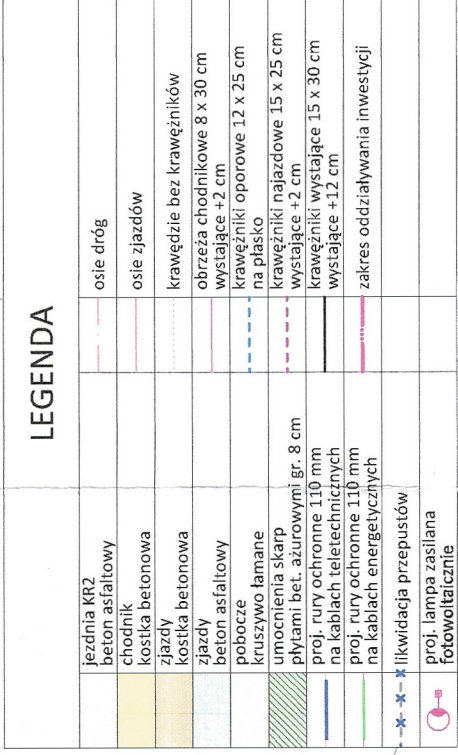 LEGENDA
jezdnia KR2
beton asfaltowy
chodnik
kostka betonowa
zjazdy
kostka betonowa
zjazdy
beton asfaltowy
pobocze
kruszywo łamane
umocnienia skarp
płytami bet. ażurowymi gr. 8 cm
proj. rury ochronne 110 mm
na kablach teletechnicznych
proj. rury ochronne 110 mm
na kablach energetycznych
likwidacja przepustów
proj. lampa zasilana
fotowoltaicznie
osie dróg
osie zjazdów
krawędzie bez krawężników
obrzeża chodnikowe 8 x 30 cm
wystające +2 cm
krawężniki oporowe 12 x 25 cm
na płasko
krawężniki najazdowe 15 x 25 cm
wystające +2 cm
krawężniki wystające 15 x 30 cm
wystające +12 cm
zakres oddziaływania inwestycji